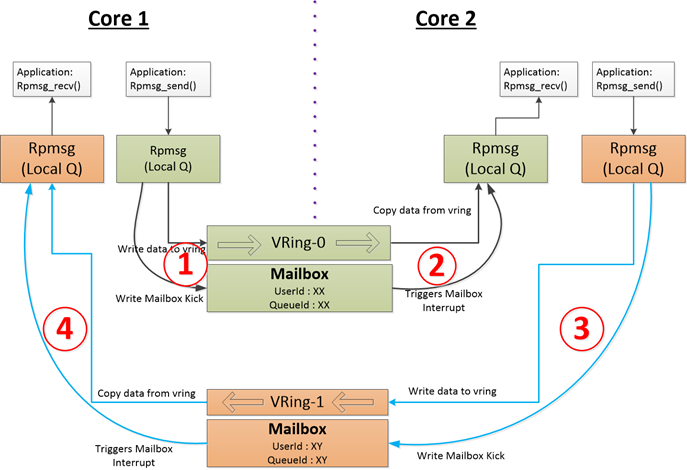 Core 1
Core 2
Application:
Rpmsg_recv()
Application:
Rpmsg_send()
Application:
Rpmsg_recv()
Application:
Rpmsg_send()
Rpmsg
(Local Q)
Rpmsg
(Local Q)
Rpmsg
(Local Q)
Rpmsg
(Local Q)
Copy data from vring
Write data to vring
VRing-0
1
2
Mailbox
UserId : XX
QueueId : XX
Write Mailbox Kick
Triggers Mailbox
Interrupt
4
3
Copy data from vring
VRing-1
Write data to vring
Mailbox
UserId : XY
QueueId : XY
Triggers Mailbox
Interrupt
Write Mailbox Kick